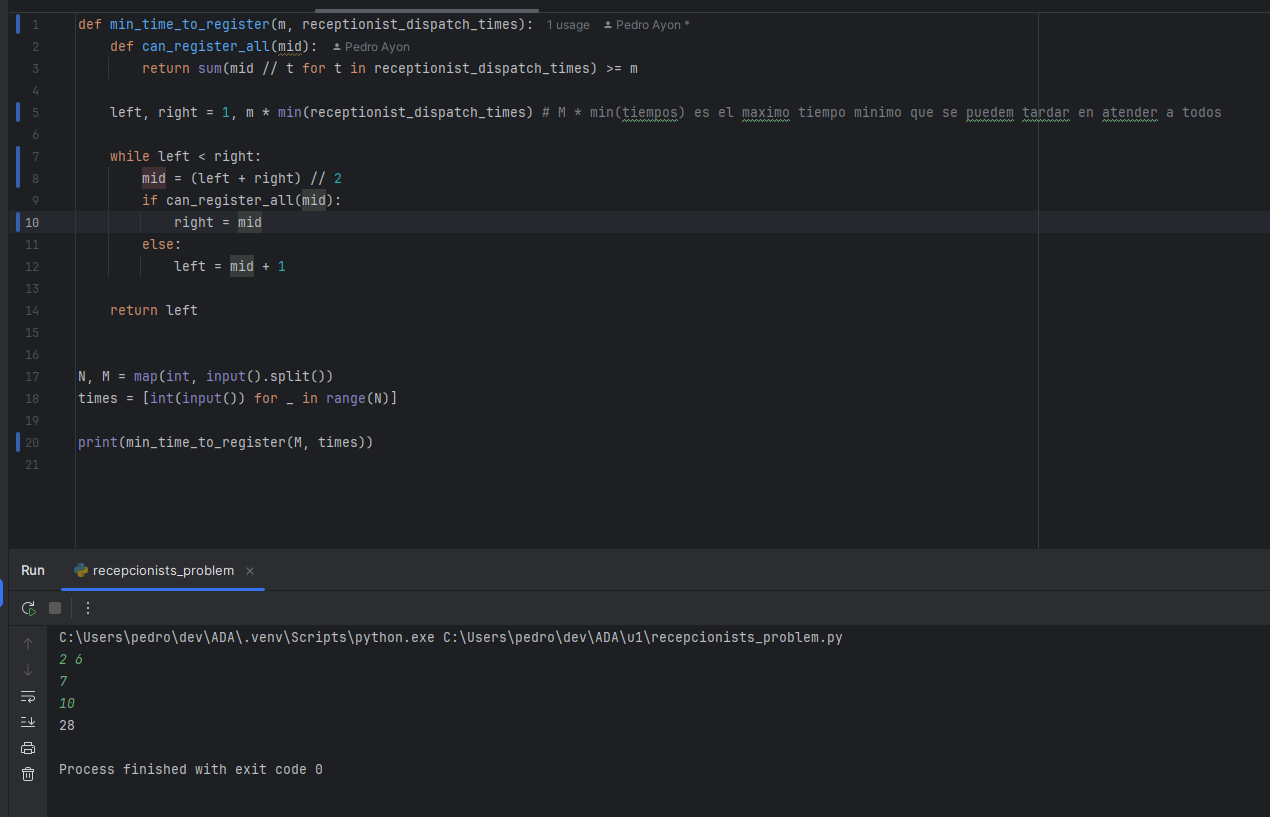 1 def min_time_to_register(m, receptionist_dispatch_times): 1 usage Pedro Ayon *
2 def can_register_all(mid): Pedro Ayon
3 return sum(mid // t for t in receptionist_dispatch_times) >= m
4
5 left, right = 1, m * min(receptionist_dispatch_times) # M * min(tiempos) es el maximo tiempo minimo que se puedem tardar en atender a todos
6
7 while left < right:
8 mid = (left + right) // 2
9 if can_register_all(mid):
10 right = mid
11 else:
12 left = mid + 1
13
14 return left
15
16
17 N, M = map(int, input().split())
18 times = [int(input()) for _ in range(N)]
19
20 print(min_time_to_register(M, times))
21
Run recepcionists_problem ×
C:\Users\pedro\dev\ADA\.venv\Scripts\python.exe C:\Users\pedro\dev\ADA\u1\recepcionists_problem.py
2 6
7
10
28
Process finished with exit code 0